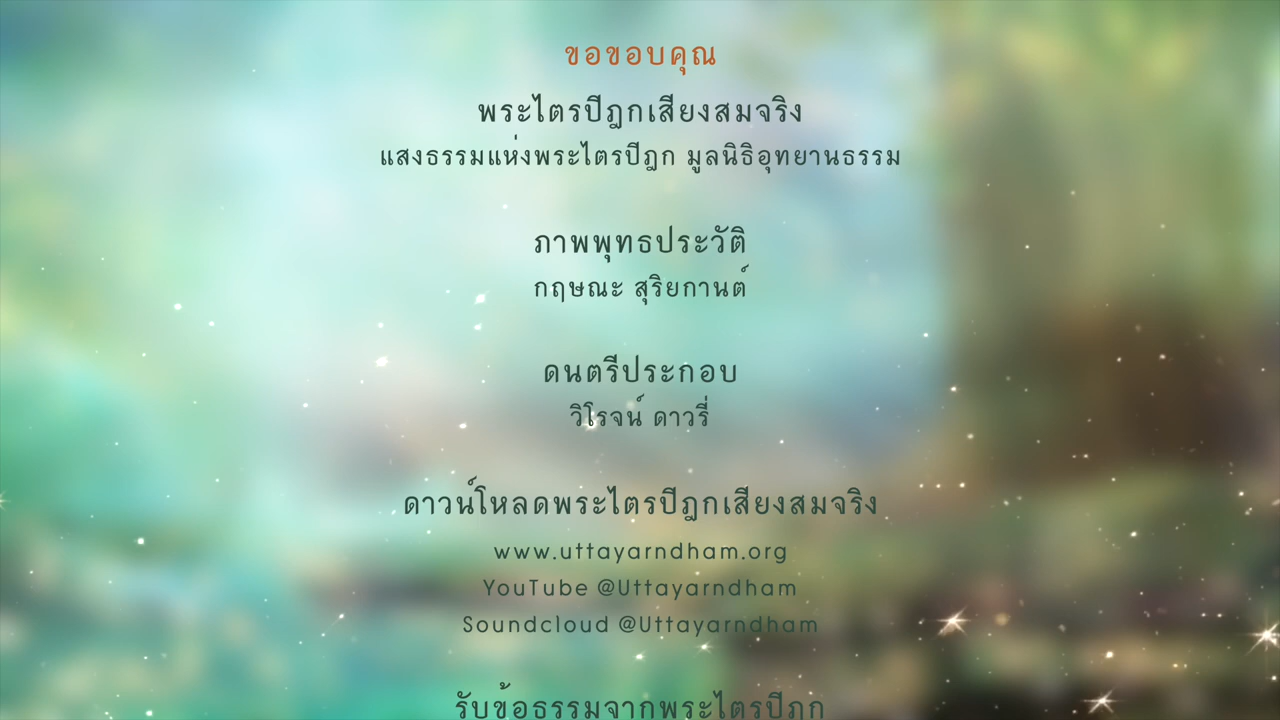 ขอขอบคุณ
พระไตรปิฎกเสียงสมจริง
แสงธรรมแห่งพระไตรปิฎก มูลนิธิอุทยานธรรม
ภาพพุทธประวัติ
กฤษณะ สุริยกานต์
ดนตรีประกอบ
วิโรจน์ ดาวรี่
ดาวน์โหลดพระไตรปิฎกเสียงสมจริง
www.uttayarndham.org
YouTube @Uttayarndham
Soundcloud @Uttayarndham
รับข้อธรรมจากพระไตรปิฎก